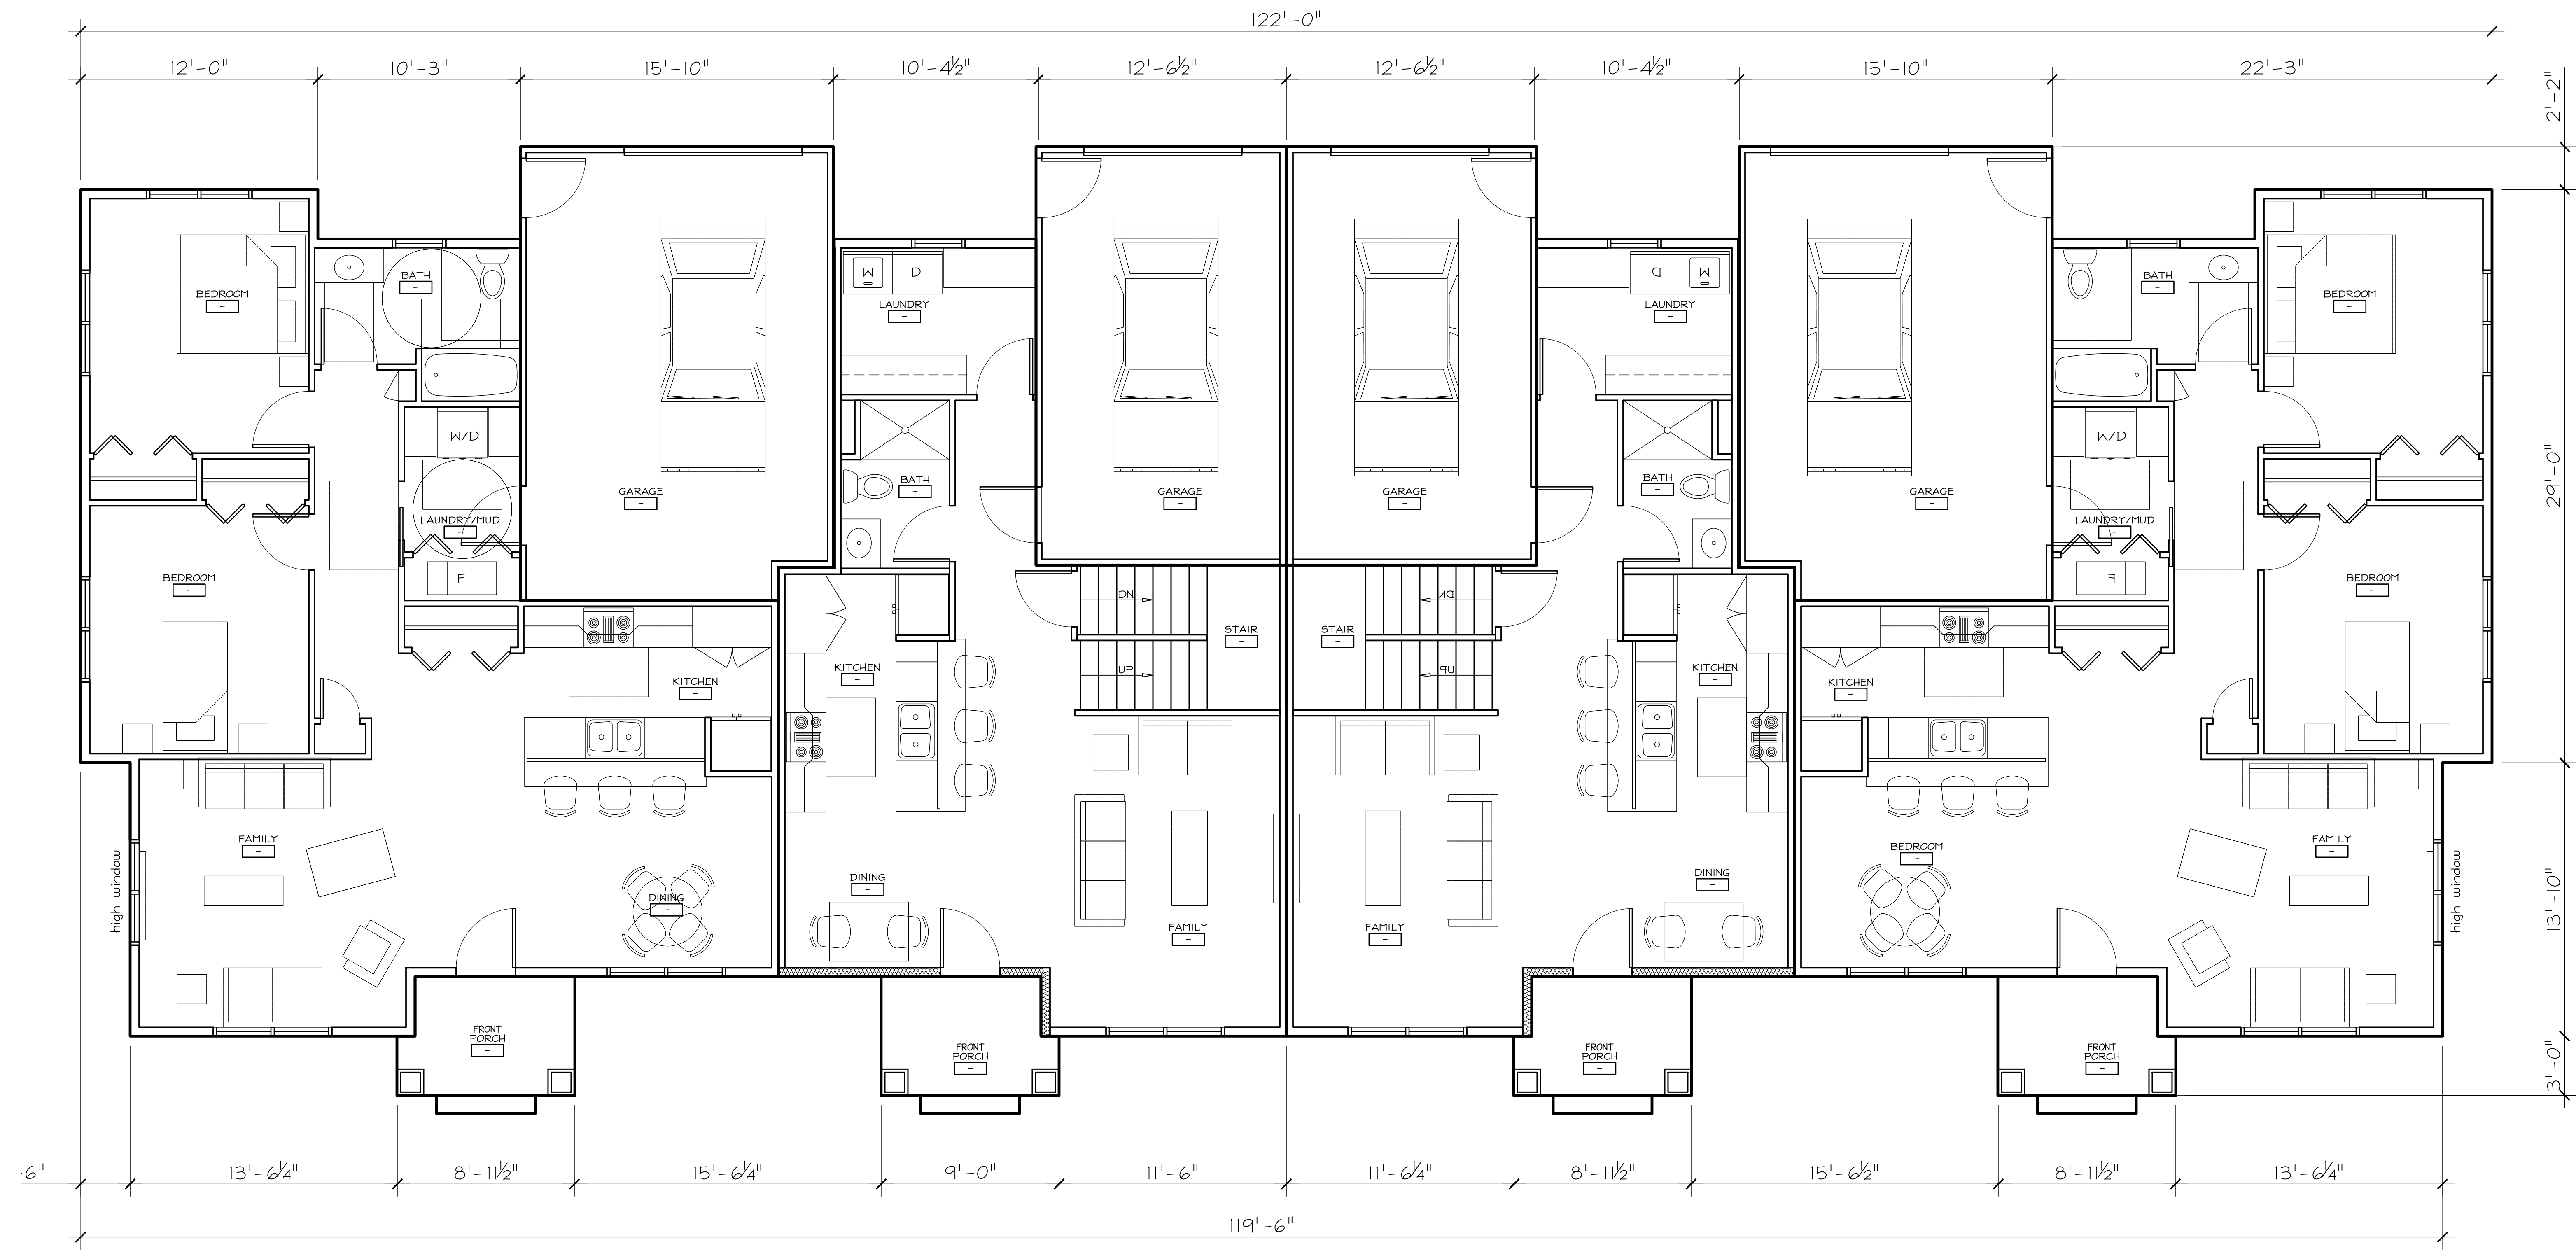 122'-0"
12'-0" 10'-3" 15'-10" 10'-4½" 12'-6½" 12'-6½" 10'-4½" 15'-10" 22'-3"
2'-2"
W D D W
BATH BATH
BEDROOM LAUNDRY LAUNDRY BEDROOM
- - - - - -
W/D W/D
BATH BATH
- -
GARAGE GARAGE GARAGE GARAGE
- - - -
29'-0"
LAUNDRY/MUD LAUNDRY/MUD
- -
BEDROOM F F BEDROOM
- -
DN DN
STAIR STAIR
- -
UP UP
KITCHEN KITCHEN KITCHEN KITCHEN
- - - -
FAMILY BEDROOM FAMILY
- - -
high window high window
DINING DINING
- -
DINING
-
13'-10"
FAMILY FAMILY
- -
FRONT
PORCH
-
FRONT
PORCH
-
FRONT
PORCH
-
FRONT
PORCH
-
3'-0"
-6" 13'-6¼" 8'-11½" 15'-6¼" 9'-0" 11'-6" 11'-6¼" 8'-11½" 15'-6½" 8'-11½" 13'-6¼"
119'-6"